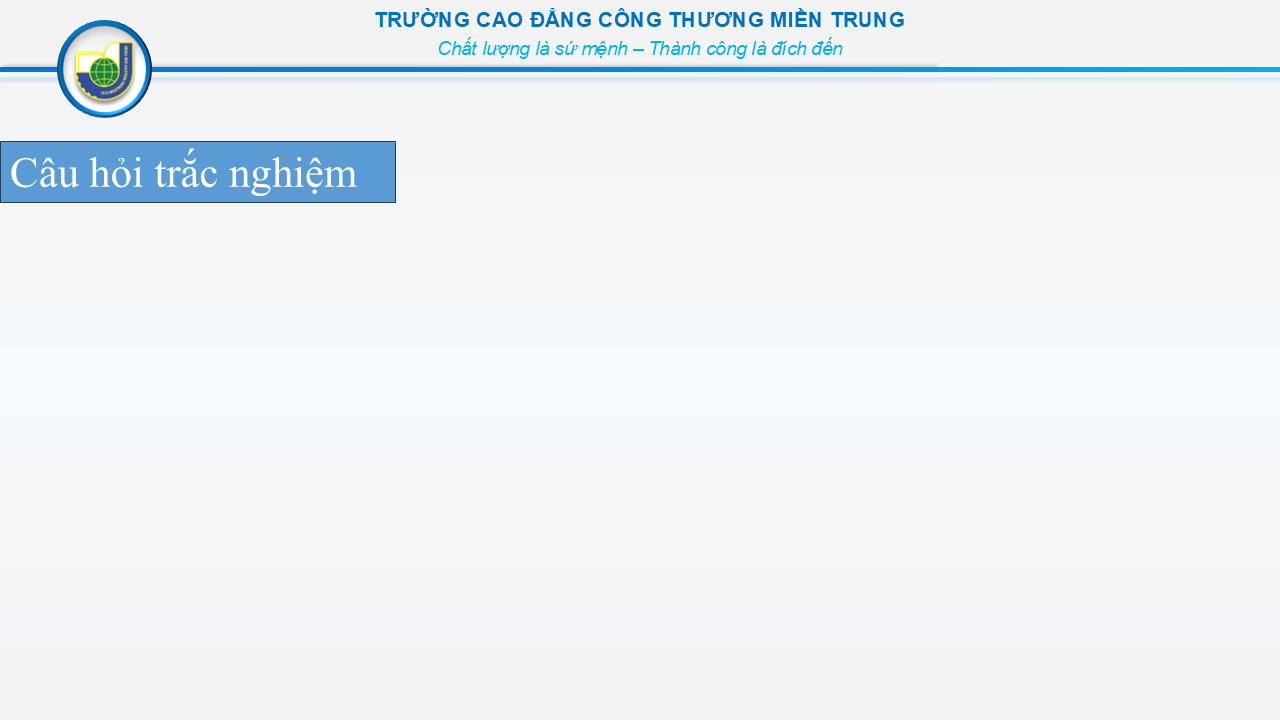 TRƯỜNG CAO ĐẲNG CÔNG THƯƠNG MIỀN TRUNG
Chất lượng là sứ mệnh – Thành công là đích đến
Câu hỏi trắc nghiệm